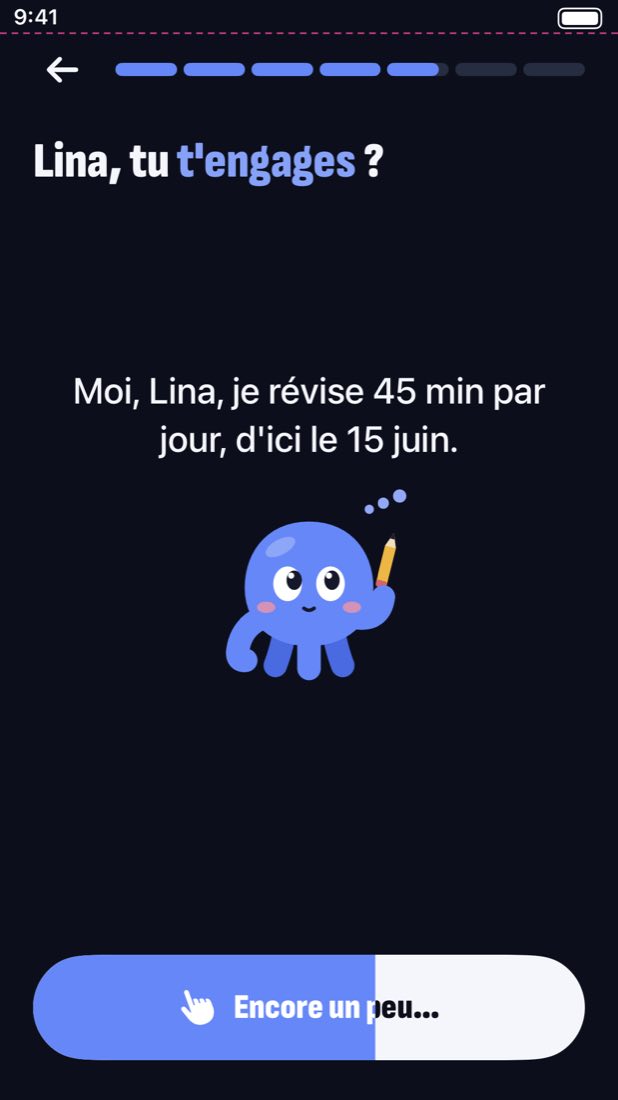 9:41
Lina, tu t'engages ?
Moi, Lina, je révise 45 min par
jour, d'ici le 15 juin.
Encore un peu...